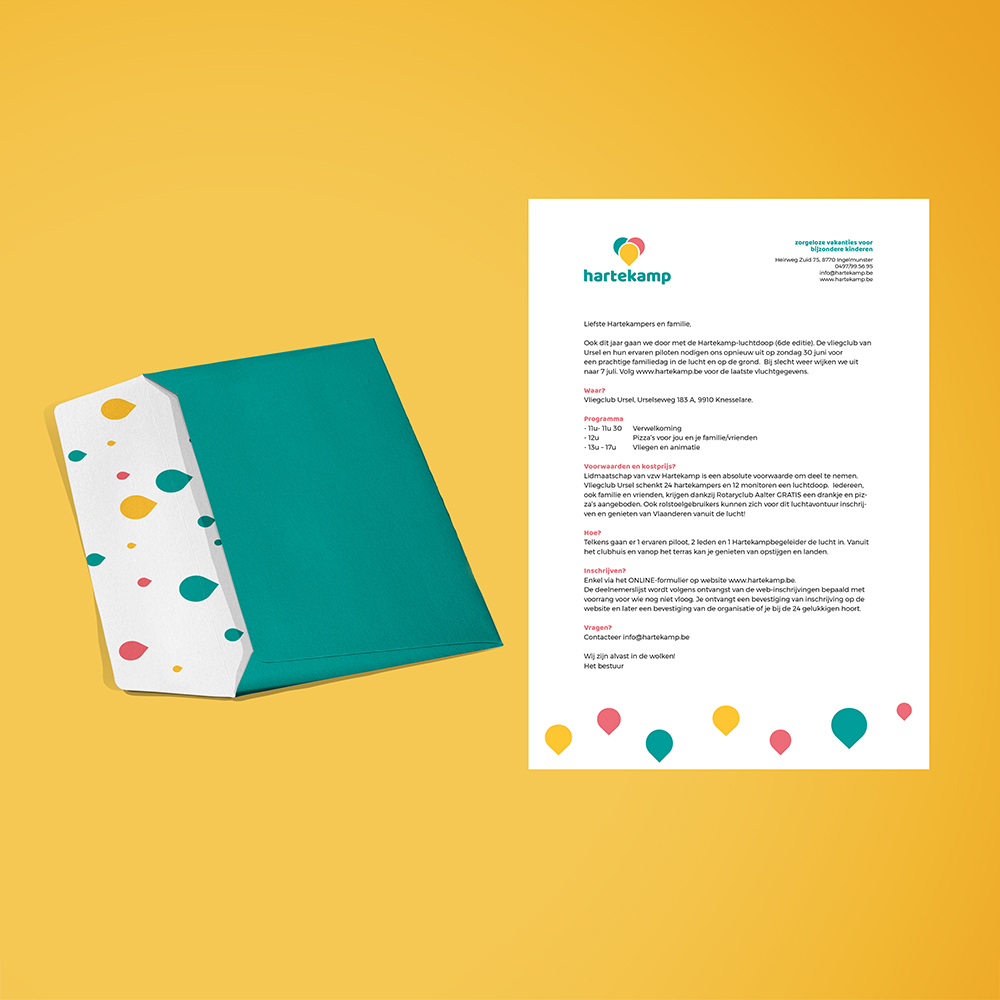 hartekamp
zorgeloze vakanties voor
bijzondere kinderen
Heirweg Zuid 75, 8770 Ingelmunster
0497/99.56.95
info@hartekamp.be
www.hartekamp.be
Liefste Hartekampers en familie,
Ook dit jaar gaan we door met de Hartekamp-luchtdoop (6de editie). De vliegclub van
Ursel en hun ervaren piloten nodigen ons opnieuw uit op zondag 30 juni voor
een prachtige familiedag in de lucht en op de grond. Bij slecht weer wijken we uit
naar 7 juli. Volg www.hartekamp.be voor de laatste vluchtgegevens.
Waar?
Vliegclub Ursel, Urselseweg 183 A, 9910 Knesselare.
Programma
- 11u- 11u 30 Verwelkoming
- 12u Pizza's voor jou en je familie/vrienden
- 13u – 17u Vliegen en animatie
Voorwaarden en kostprijs?
Lidmaatschap van vzw Hartekamp is een absolute voorwaarde om deel te nemen.
Vliegclub Ursel schenkt 24 hartekampers en 12 monitoren een luchtdoop. Iedereen,
ook familie en vrienden, krijgen dankzij Rotaryclub Aalter GRATIS een drankje en piz-
za's aangeboden. Ook rolstoelgebruikers kunnen zich voor dit luchtavontuur inschrij-
ven en genieten van Vlaanderen vanuit de lucht!
Hoe?
Telkens gaan er 1 ervaren piloot, 2 leden en 1 Hartekampbegeleider de lucht in. Vanuit
het clubhuis en vanop het terras kan je genieten van opstijgen en landen.
Inschrijven?
Enkel via het ONLINE-formulier op website www.hartekamp.be.
De deelnemerslijst wordt volgens ontvangst van de web-inschrijvingen bepaald met
voorrang voor wie nog niet vloog. Je ontvangt een bevestiging van inschrijving op de
website en later een bevestiging van de organisatie of je bij de 24 gelukkigen hoort.
Vragen?
Contacteer info@hartekamp.be
Wij zijn alvast in de wolken!
Het bestuur